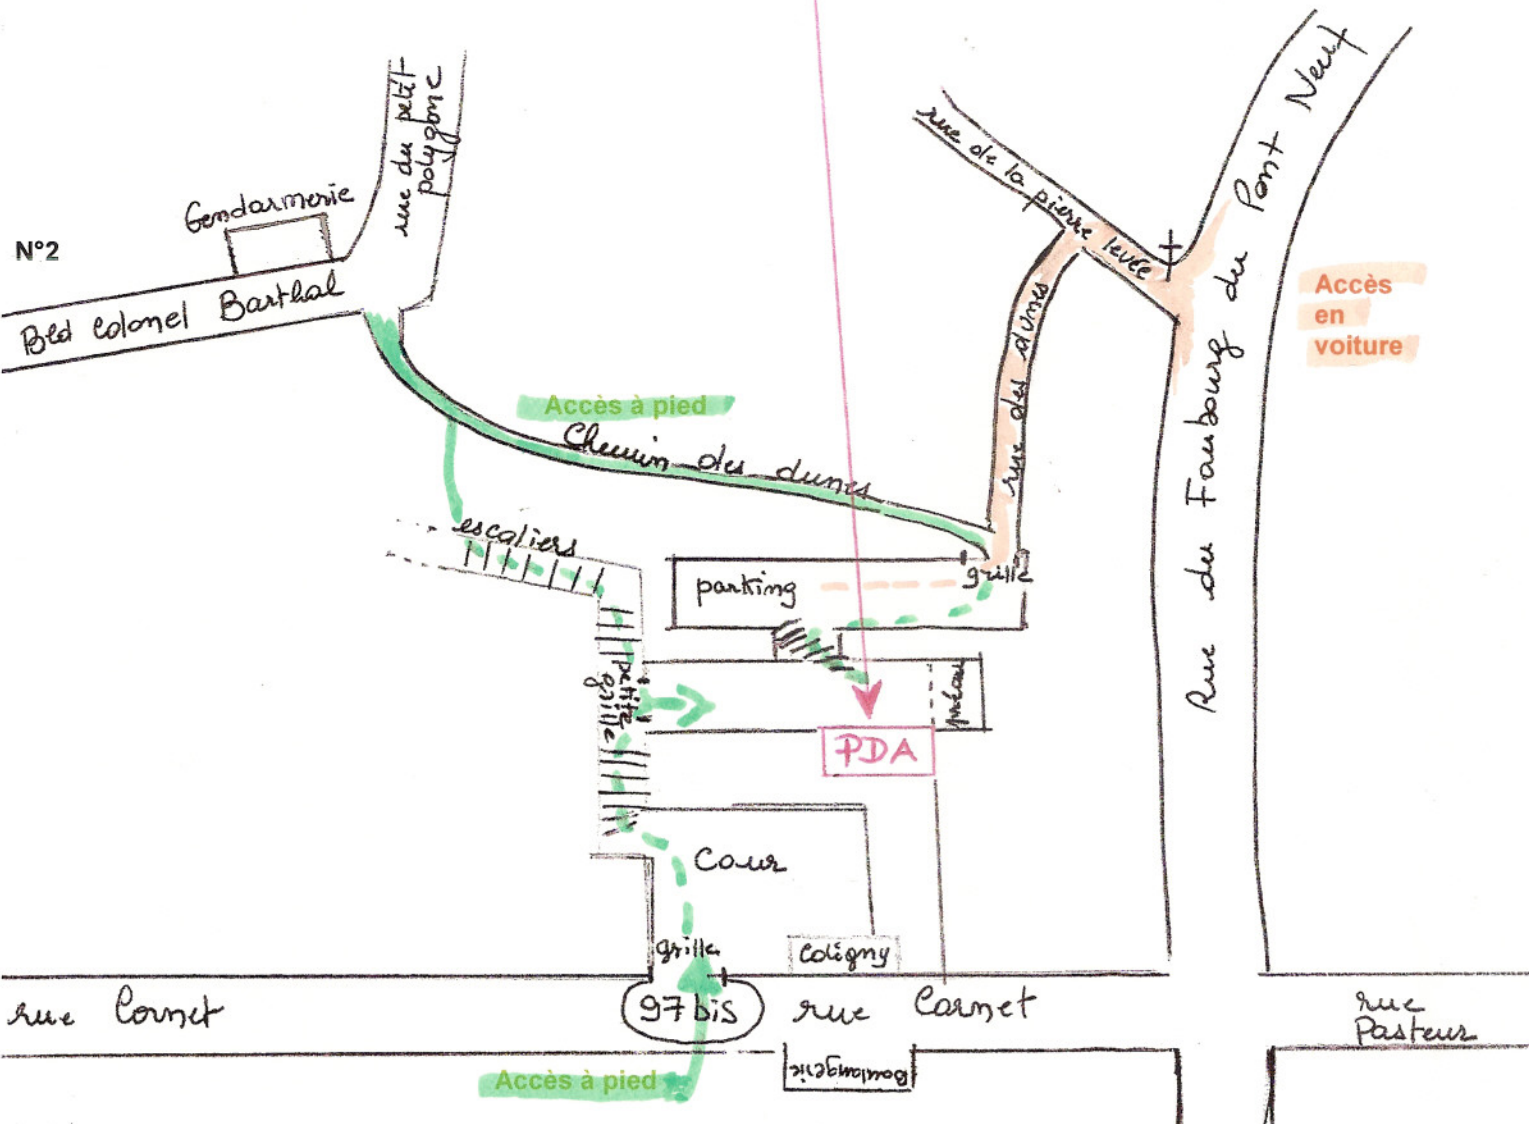 rue du petit
polygone
Gendarmerie
N°2
Bld Colonel Barthal
rue de la pierre levée
Rue du Faubourg du Pont Neuf
Accès
en
voiture
rue des dunes
Accès à pied
Chemin des dunes
escaliers
parking
grille
petite
grille
préau
PDA
Cour
grille
Coligny
rue Cornet
97 bis
rue Cornet
rue
Pasteur
Accès à pied
Boulangerie